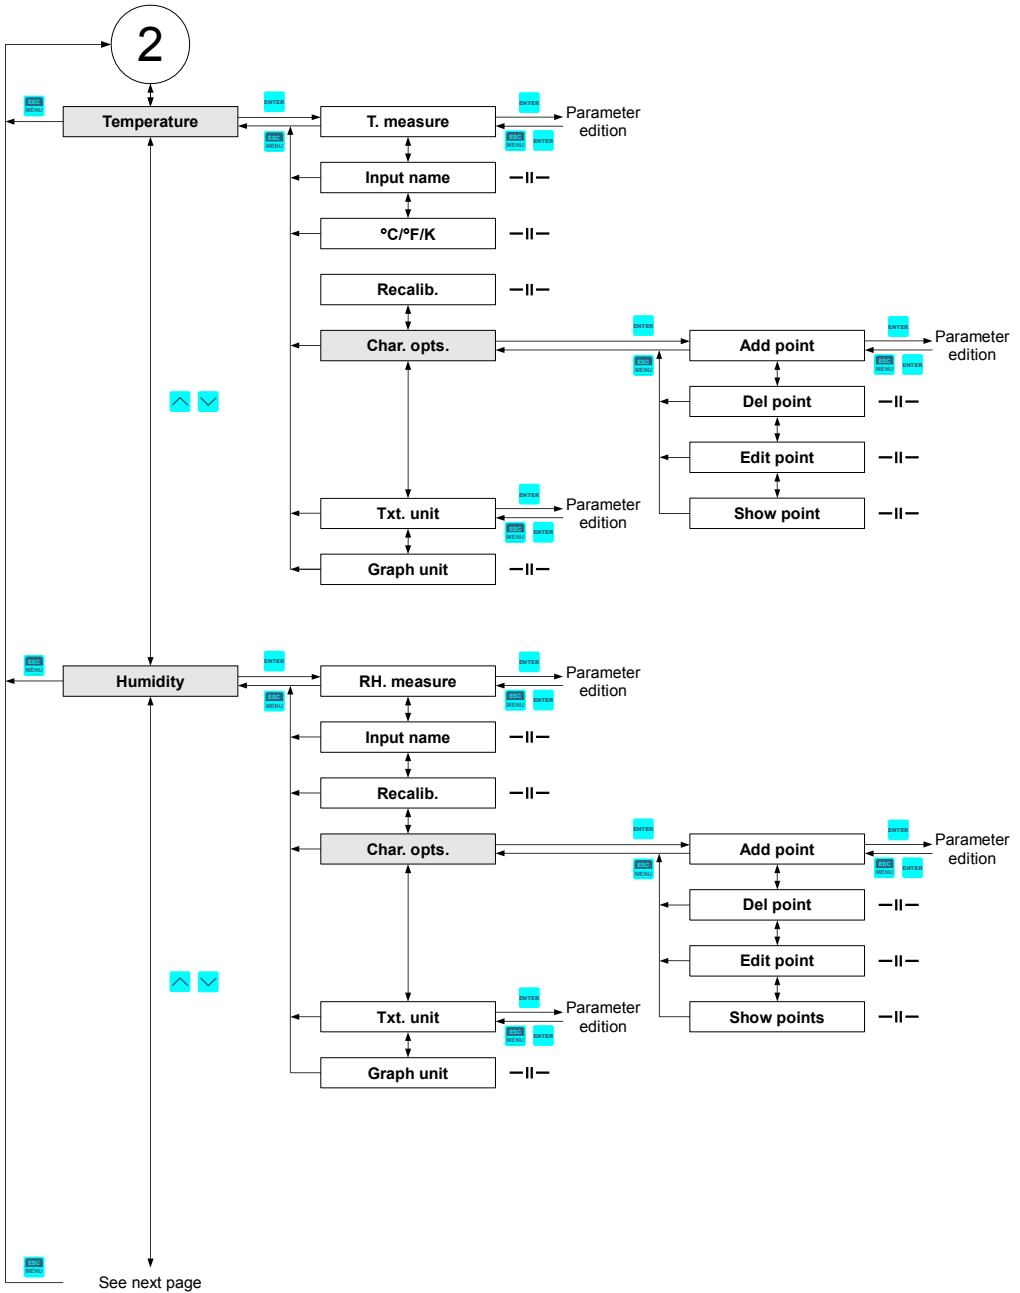 2
ESC
MENU
ENTER
ENTER
Temperature
T. measure
Parameter
edition
ESC
MENU
ESC
MENU
ENTER
Input name
—II—
°C/°F/K
—II—
Recalib.
—II—
ENTER
ENTER
Char. opts.
Add point
Parameter
edition
ESC
MENU
ESC
MENU
ENTER
Del point
—II—
Edit point
—II—
ENTER
Txt. unit
Parameter
edition
Show point
—II—
ESC
MENU
ENTER
Graph unit
—II—
ESC
MENU
ENTER
ENTER
Humidity
RH. measure
Parameter
edition
ESC
MENU
ESC
MENU
ENTER
Input name
—II—
Recalib.
—II—
ENTER
ENTER
Char. opts.
Add point
Parameter
edition
ESC
MENU
ESC
MENU
ENTER
Del point
—II—
Edit point
—II—
ENTER
Txt. unit
Parameter
edition
Show points
—II—
ESC
MENU
ENTER
Graph unit
—II—
ESC
MENU
See next page